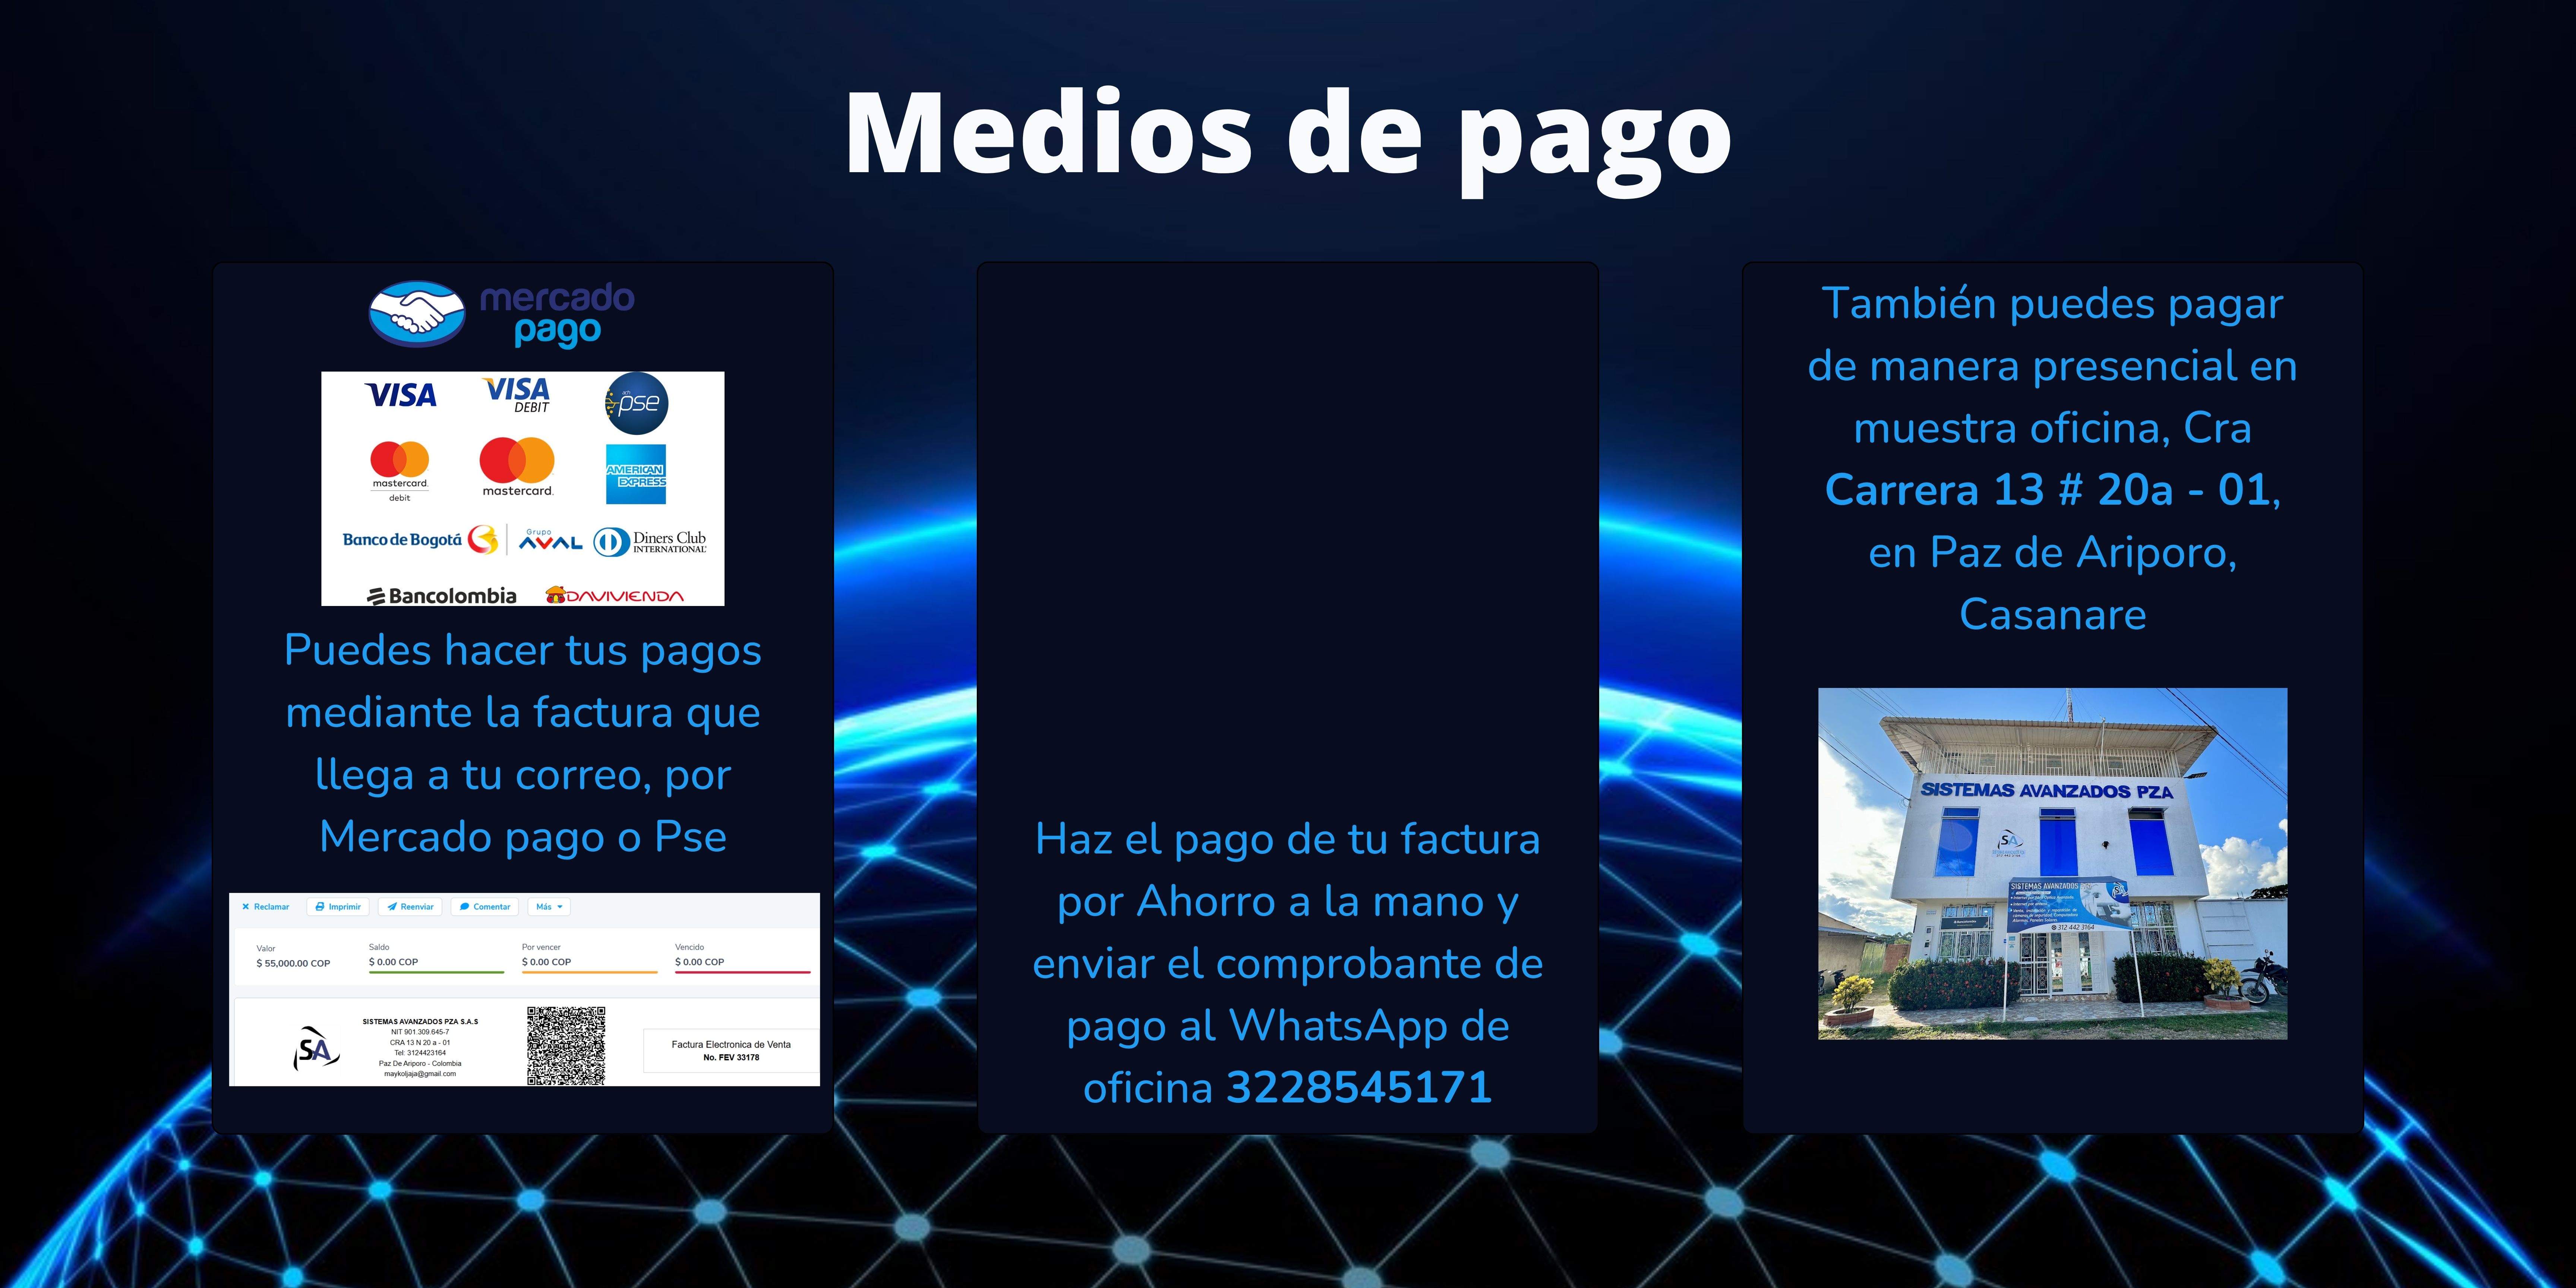 Medios de pago
mercado
pago
VISA
VISA
DEBIT
pse
mastercard.
debit
mastercard.
AMERICAN
EXPRESS
Banco de Bogotá
Grupo
AVAL
Diners Club
INTERNATIONAL
Bancolombia
DAVIVIENDA
Puedes hacer tus pagos
mediante la factura que
llega a tu correo, por
Mercado pago o Pse
Reclamar
Imprimir
Reenviar
Comentar
Más
Valor
$ 55,000.00 COP
Saldo
$ 0.00 COP
Por vencer
$ 0.00 COP
Vencido
$ 0.00 COP
SA
SISTEMAS AVANZADOS PZA S.A.S
NIT 901.309.645-7
CRA 13 N 20 a - 01
Tel: 3124423164
Paz De Ariporo - Colombia
maykoljaja@gmail.com
Factura Electronica de Venta
No. FEV 33178
Haz el pago de tu factura
por Ahorro a la mano y
enviar el comprobante de
pago al WhatsApp de
oficina 3228545171
También puedes pagar
de manera presencial en
muestra oficina, Cra
Carrera 13 # 20a - 01,
en Paz de Ariporo,
Casanare
SISTEMAS AVANZADOS PZA
SA
SISTEMAS AVANZADOS
312 442 3164